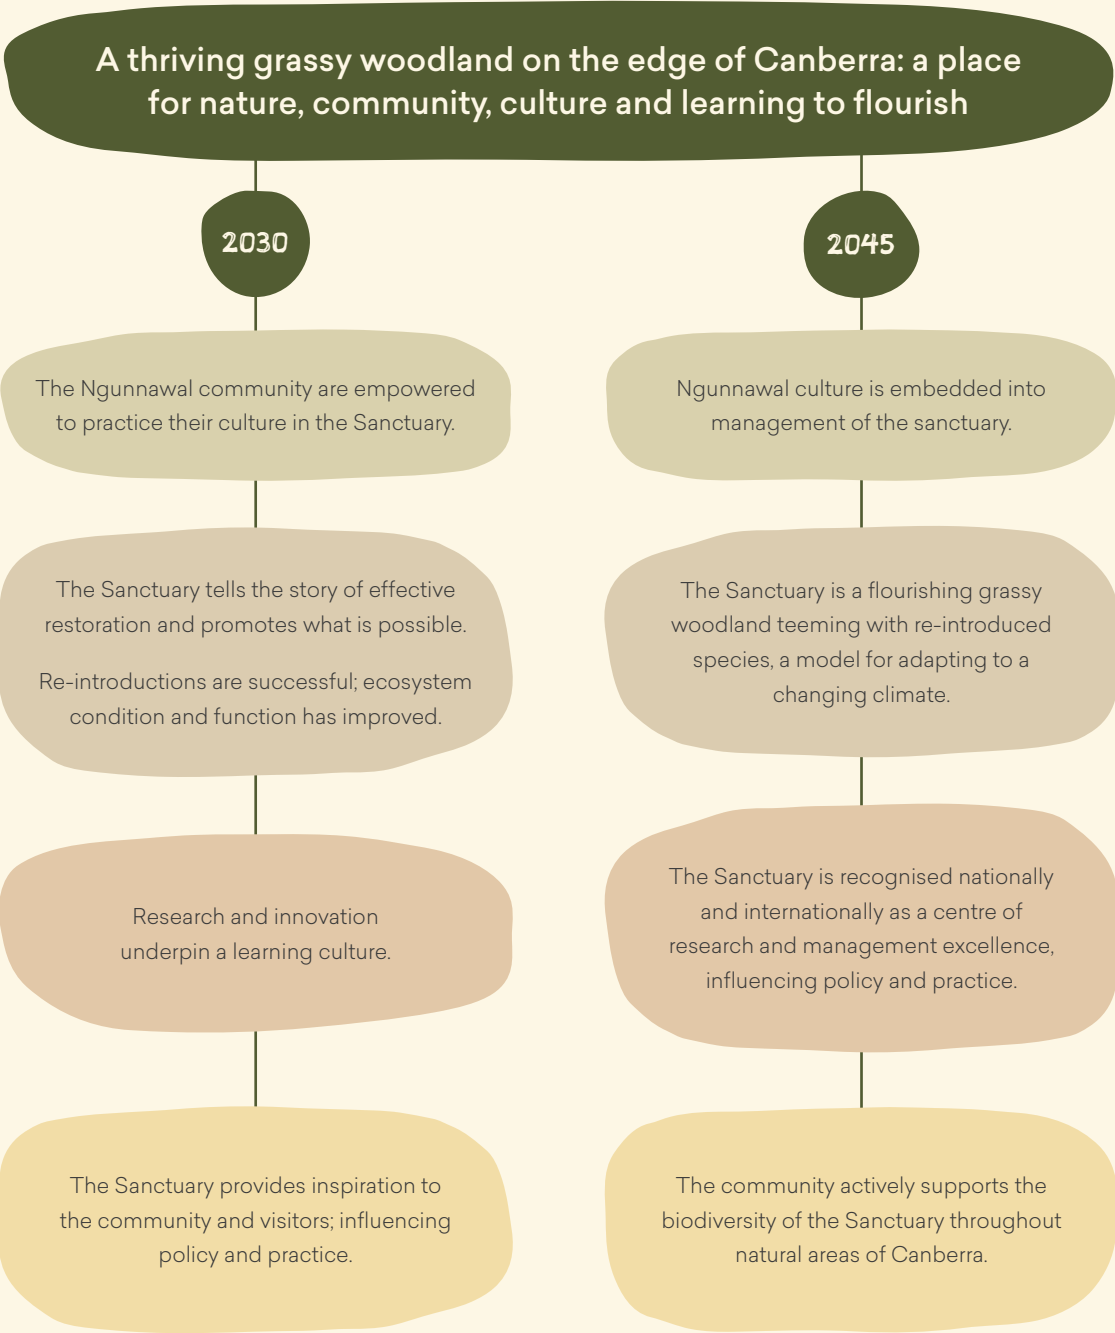 A thriving grassy woodland on the edge of Canberra: a place
for nature, community, culture and learning to flourish
2030
The Ngunnawal community are empowered
to practice their culture in the Sanctuary.
The Sanctuary tells the story of effective
restoration and promotes what is possible.
Re-introductions are successful; ecosystem
condition and function has improved.
Research and innovation
underpin a learning culture.
The Sanctuary provides inspiration to
the community and visitors; influencing
policy and practice.
2045
Ngunnawal culture is embedded into
management of the sanctuary.
The Sanctuary is a flourishing grassy
woodland teeming with re-introduced
species, a model for adapting to a
changing climate.
The Sanctuary is recognised nationally
and internationally as a centre of
research and management excellence,
influencing policy and practice.
The community actively supports the
biodiversity of the Sanctuary throughout
natural areas of Canberra.